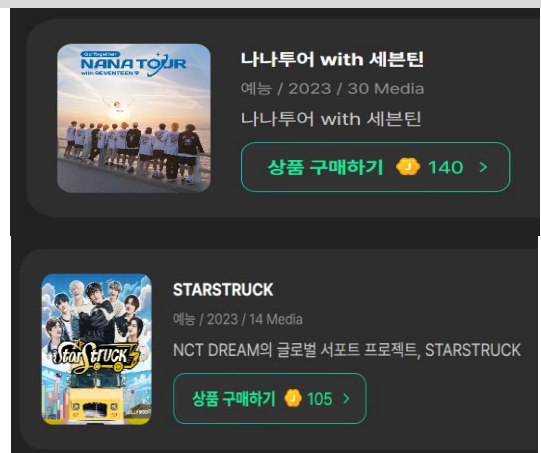 Go Together
NANA TOUR
with SEVENTEEN
나나투어 with 세븐틴
예능 / 2023 / 30 Media
나나투어 with 세븐틴
상품 구매하기 J 140 >
STARSTRUCK
STARSTRUCK
예능 / 2023 / 14 Media
NCT DREAM의 글로벌 서포트 프로젝트, STARSTRUCK
상품 구매하기 J 105 >